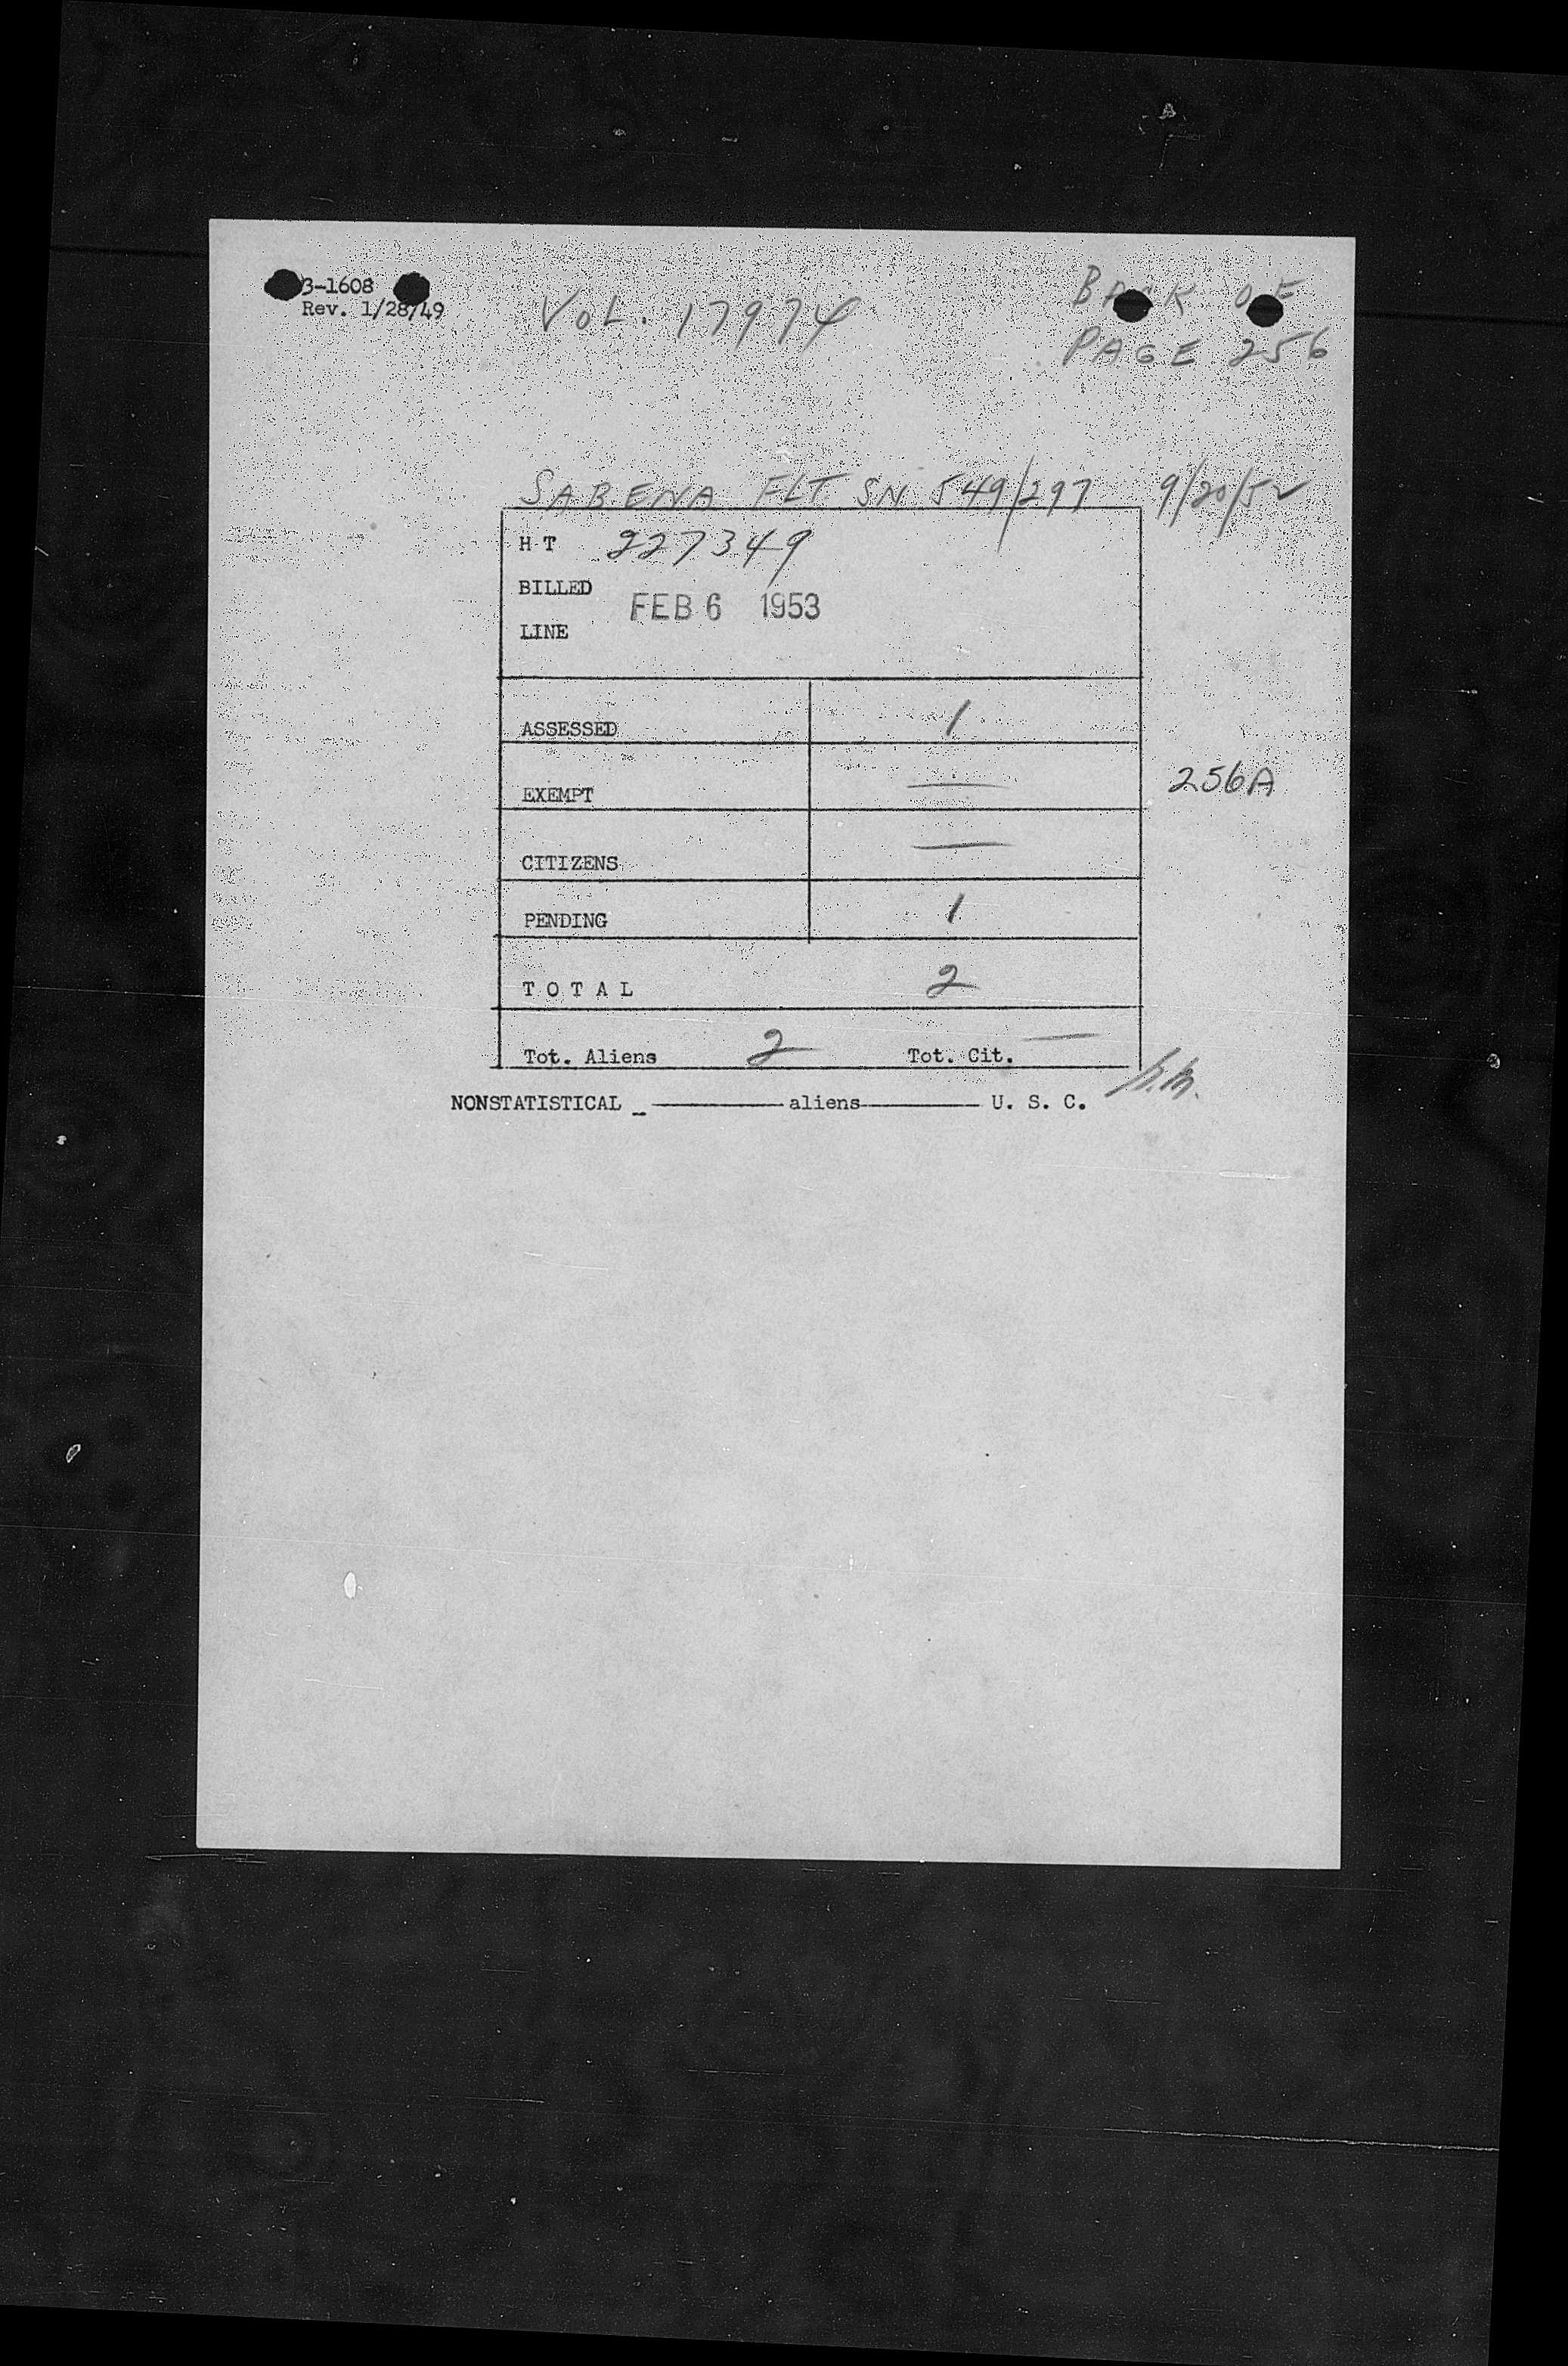 3-1608
Rev. 1/28/49
VOL. 17974
BACK OF
PAGE 256
SABENA FLT SN 549/297 9/20/52
HT 227349
BILLED
FEB 6 1953
LINE
ASSESSED 1
EXEMPT —
256A
CITIZENS —
PENDING 1
TOTAL 2
Tot. Aliens 2 Tot. Cit. —
NONSTATISTICAL _ ———— aliens ———— U. S. C.